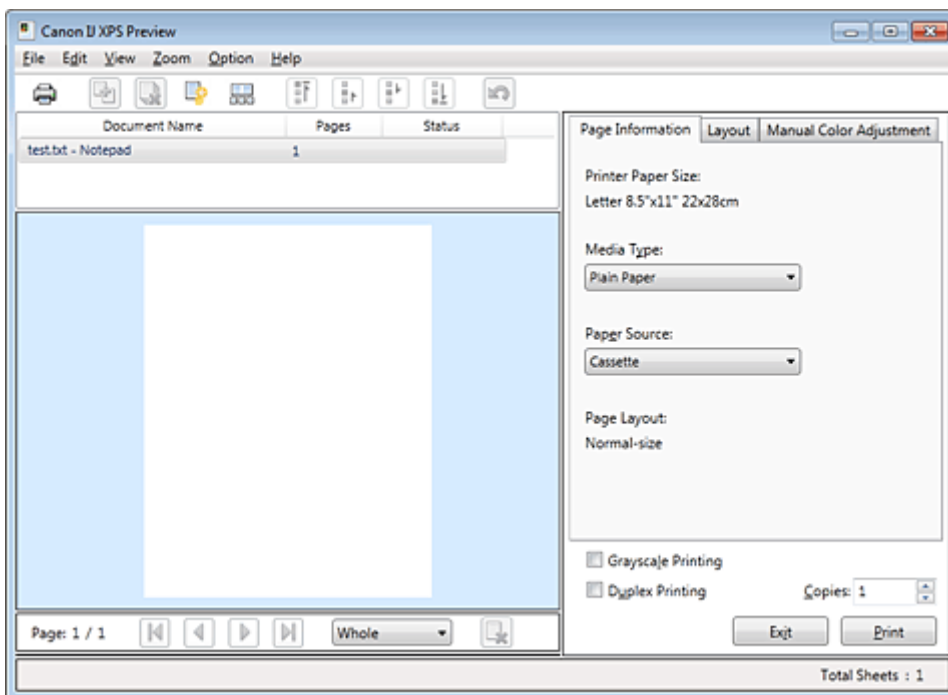 Canon IJ XPS Preview
File Edit View Zoom Option Help
Document Name Pages Status
test.txt - Notepad 1
Page Information Layout Manual Color Adjustment
Printer Paper Size:
Letter 8.5"x11" 22x28cm
Media Type:
Plain Paper
Paper Source:
Cassette
Page Layout:
Normal-size
Grayscale Printing
Duplex Printing Copies: 1
Page: 1 / 1 Whole Exit Print
Total Sheets : 1